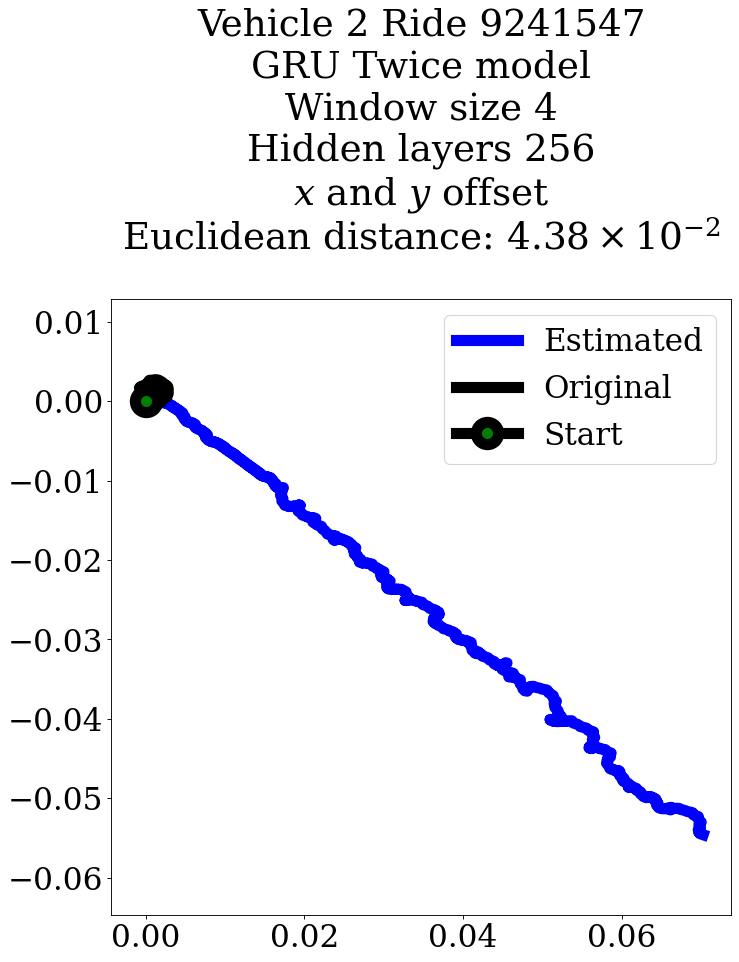 Vehicle 2 Ride 9241547
GRU Twice model
Window size 4
Hidden layers 256
x and y offset
Euclidean distance: 4.38 × 10⁻²
Estimated
Original
Start
0.01
0.00
−0.01
−0.02
−0.03
−0.04
−0.05
−0.06
0.00 0.02 0.04 0.06